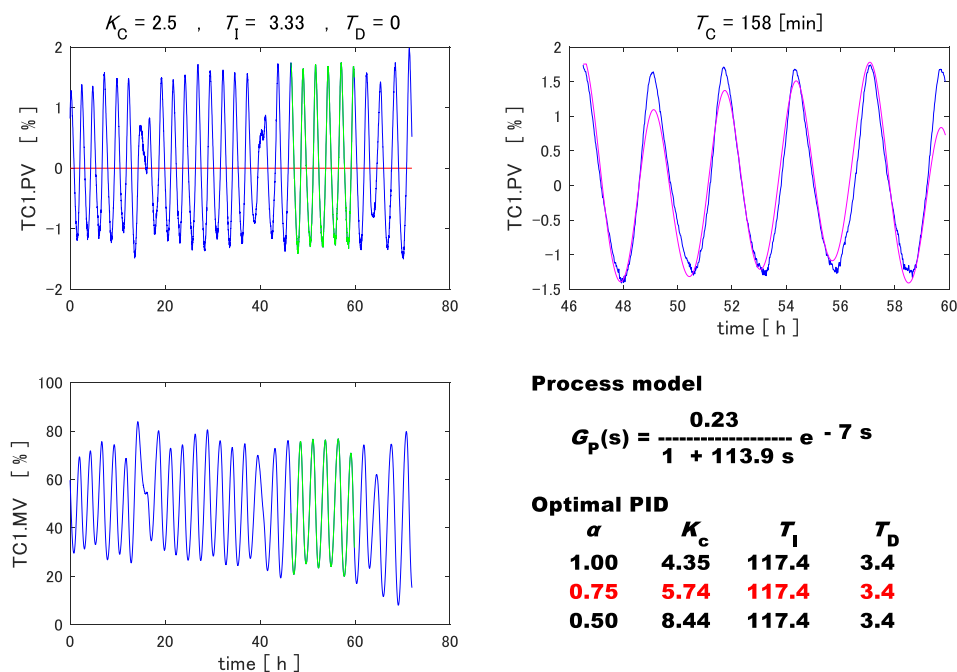 K_C = 2.5 , T_I = 3.33 , T_D = 0
2
1
0
-1
-2
TC1.PV [ % ]
0 20 40 60 80
T_C = 158 [min]
2
1.5
1
0.5
0
-0.5
-1
-1.5
TC1.PV [ % ]
46 48 50 52 54 56 58 60
time [ h ]
100
80
60
40
20
0
TC1.MV [ % ]
0 20 40 60 80
time [ h ]
Process model
0.23
G_P(s) = ------------------- e - 7 s
1 + 113.9 s
Optimal PID
α K_c T_I T_D
1.00 4.35 117.4 3.4
0.75 5.74 117.4 3.4
0.50 8.44 117.4 3.4